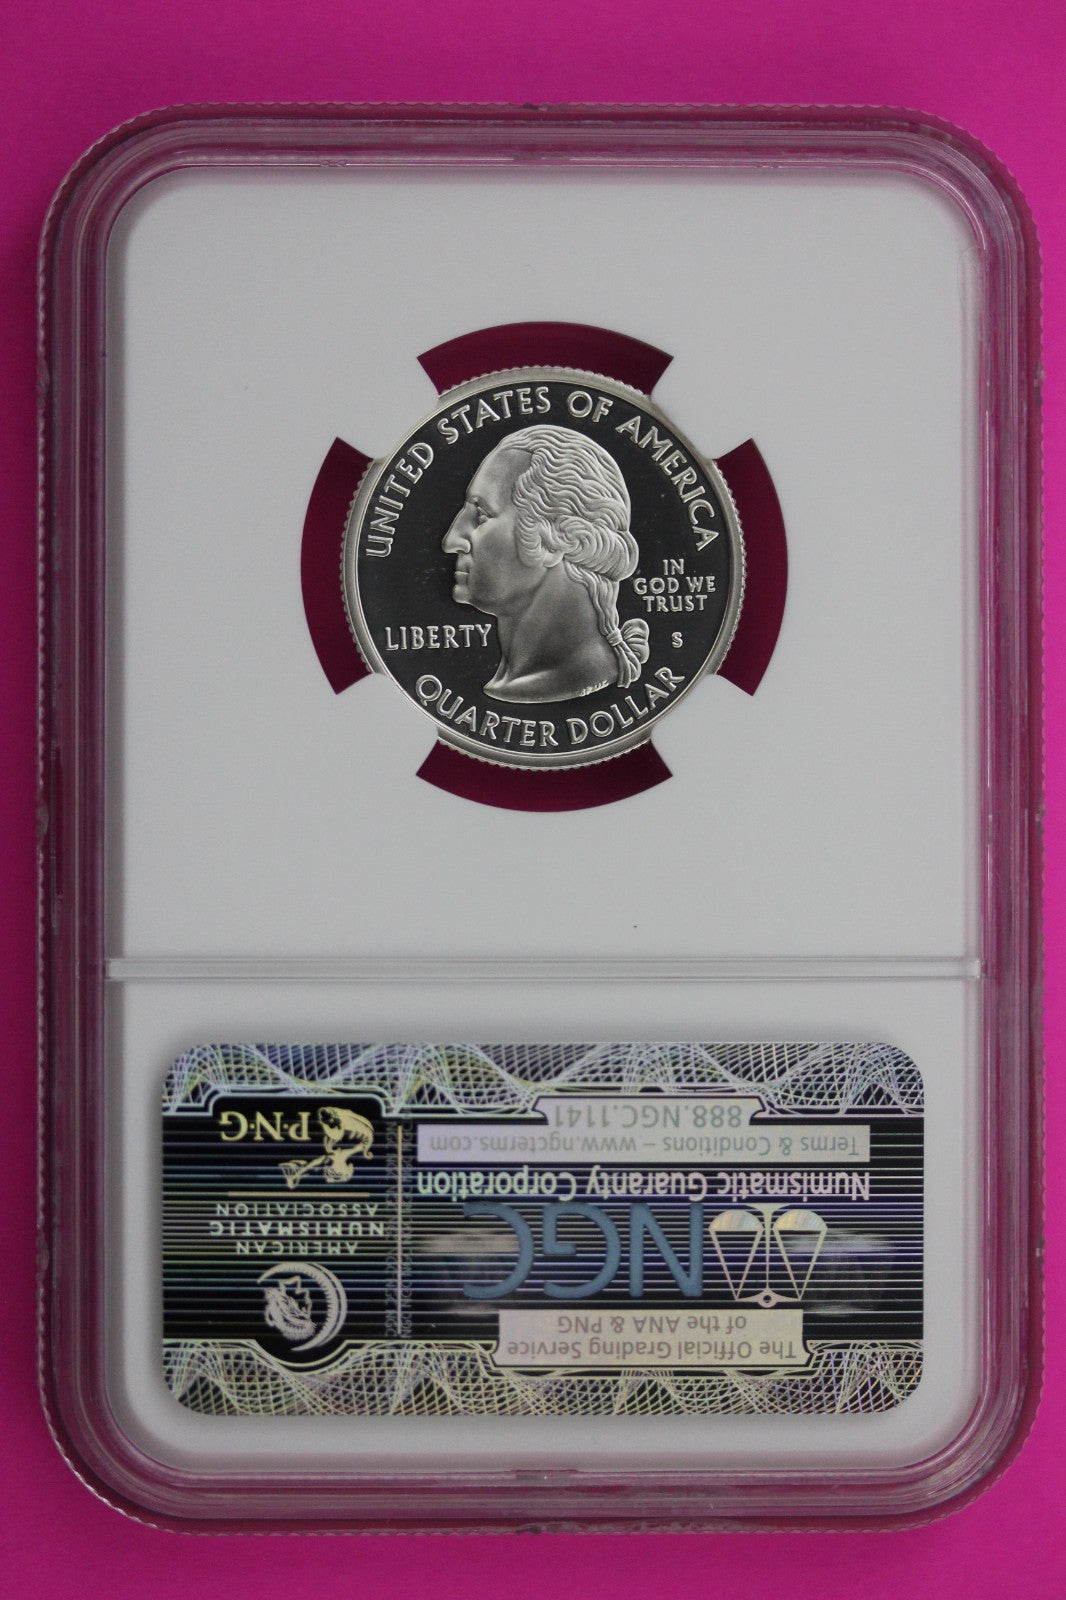 UNITED STATES OF AMERICA
LIBERTY
IN
GOD WE
TRUST
S
QUARTER DOLLAR
The Official Grading Service
of the ANA & PNG
NGC
Numismatic Guaranty Corporation
Terms & Conditions – www.ngcterms.com
888.NGC.1141
AMERICAN
NUMISMATIC
ASSOCIATION
P·N·G